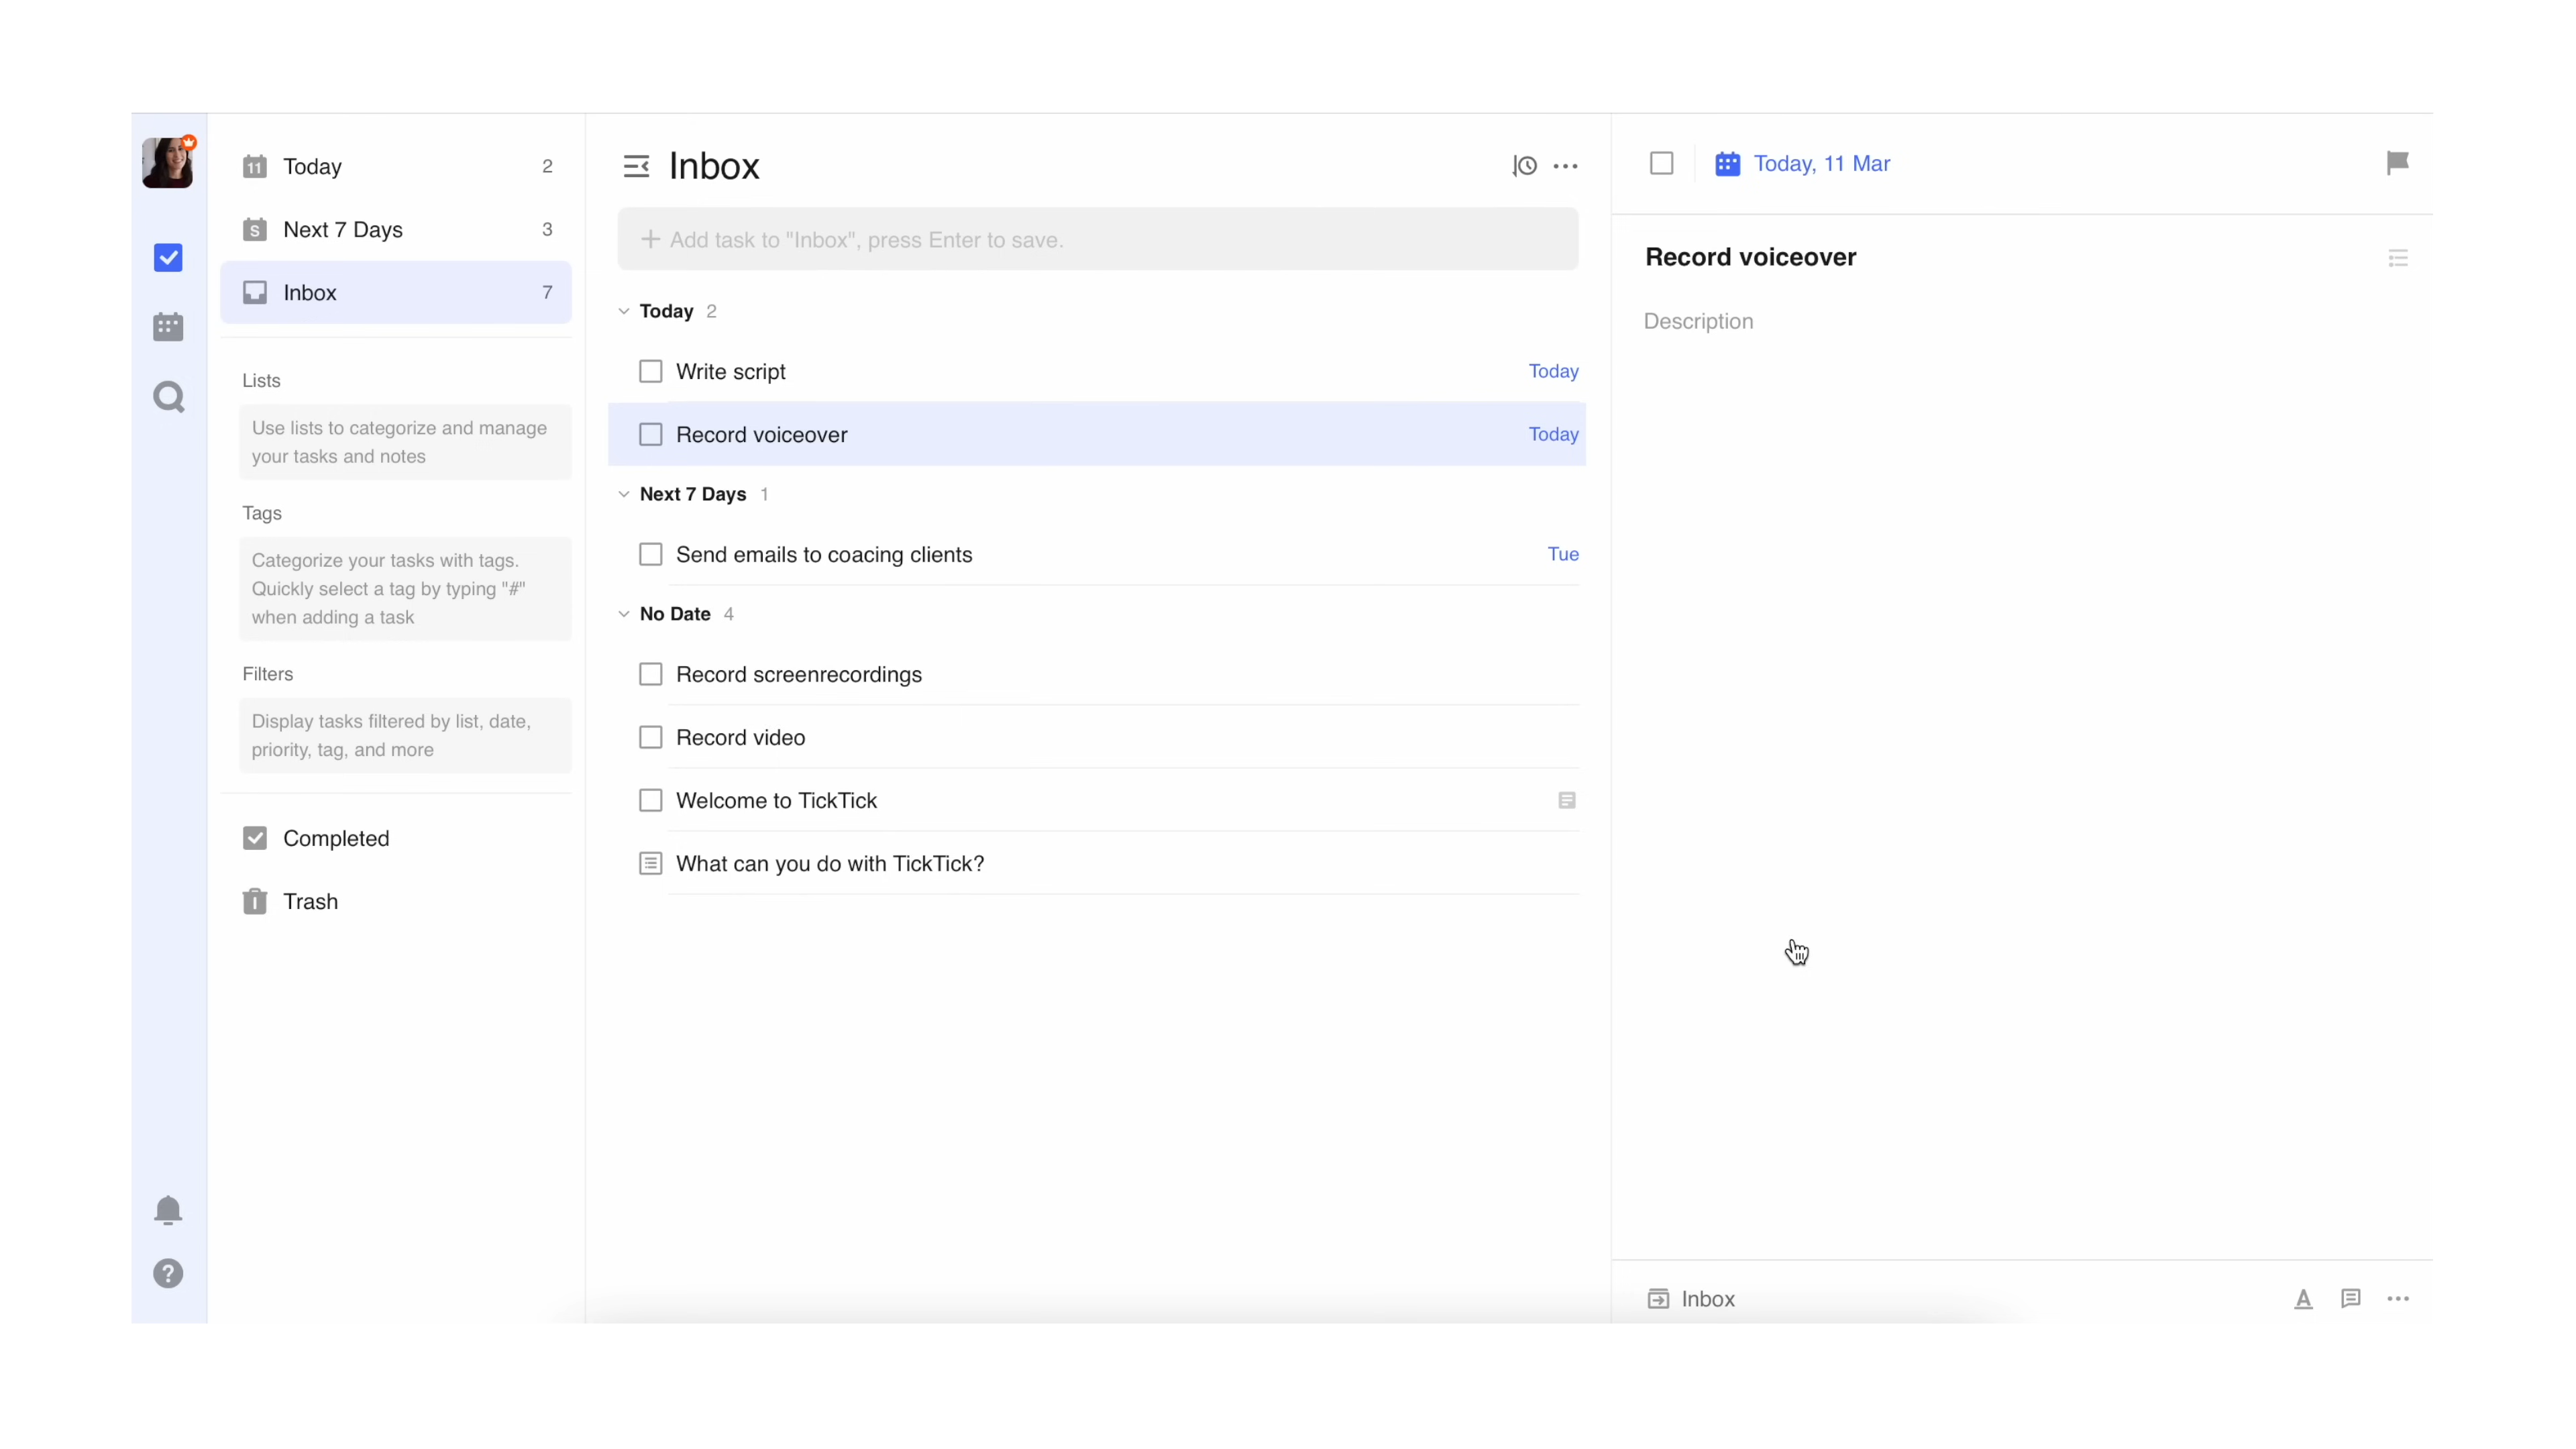 11 Today 2
S Next 7 Days 3
Inbox 7
Lists
Use lists to categorize and manage
your tasks and notes
Tags
Categorize your tasks with tags.
Quickly select a tag by typing "#"
when adding a task
Filters
Display tasks filtered by list, date,
priority, tag, and more
Completed
Trash
?
Inbox
Add task to "Inbox", press Enter to save.
Today 2
Write script Today
Record voiceover Today
Next 7 Days 1
Send emails to coacing clients Tue
No Date 4
Record screenrecordings
Record video
Welcome to TickTick
What can you do with TickTick?
Today, 11 Mar
Record voiceover
Description
Inbox
A